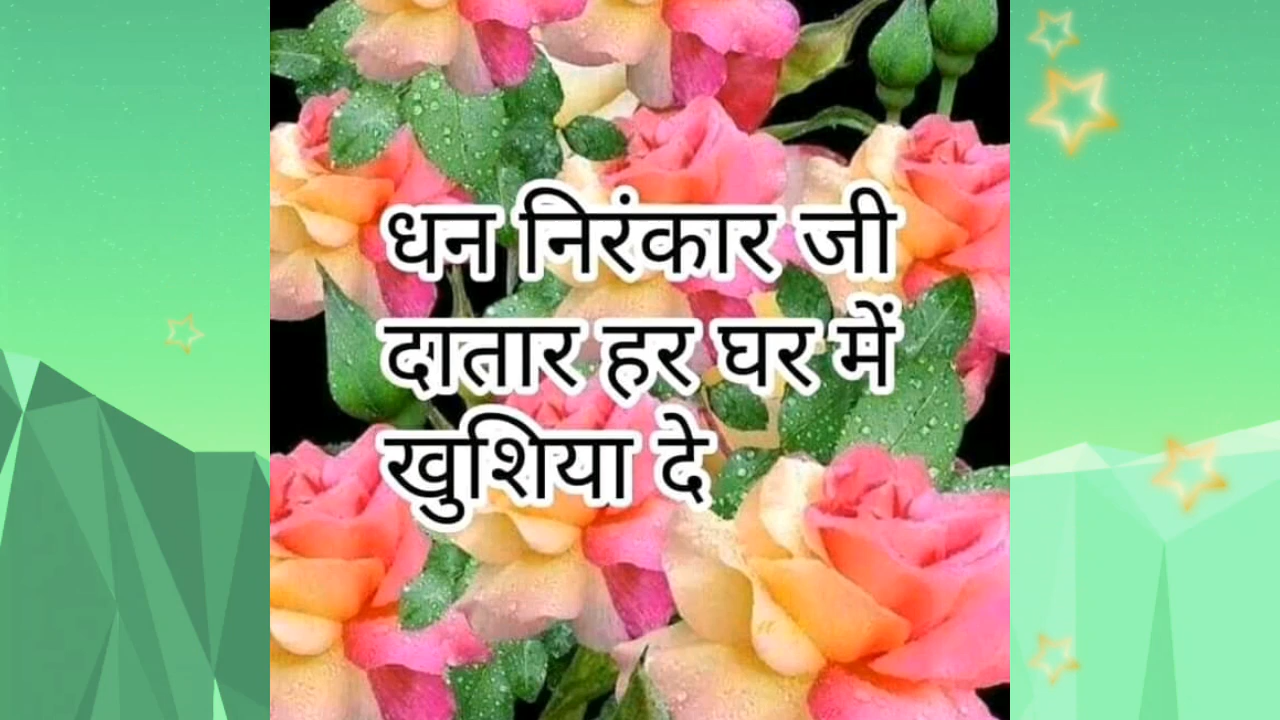 धन निरंकार जी
दातार हर घर में
खुशिया दे